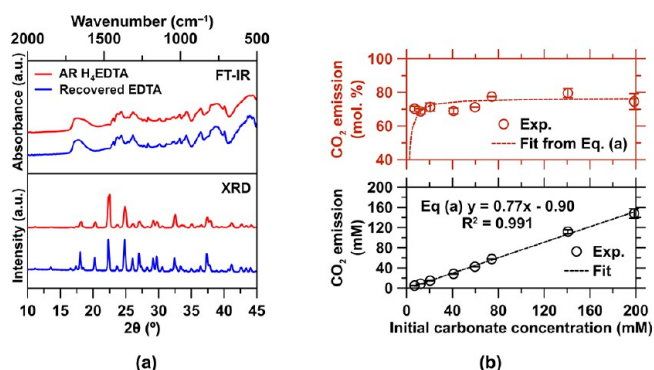 Wavenumber (cm⁻¹)
2000 1500 1000 500
FT-IR
AR H₄EDTA
Recovered EDTA
Absorbance (a.u.)
XRD
Intensity (a.u.)
10 15 20 25 30 35 40 45
2θ (º)
(a)
CO₂ emission
(mol. %)
100
80
60
40
Exp.
Fit from Eq. (a)
CO₂ emission
(mM)
200
160
120
80
40
0
Eq (a) y = 0.77x - 0.90
R² = 0.991
Exp.
Fit
0 40 80 120 160 200
Initial carbonate concentration (mM)
(b)